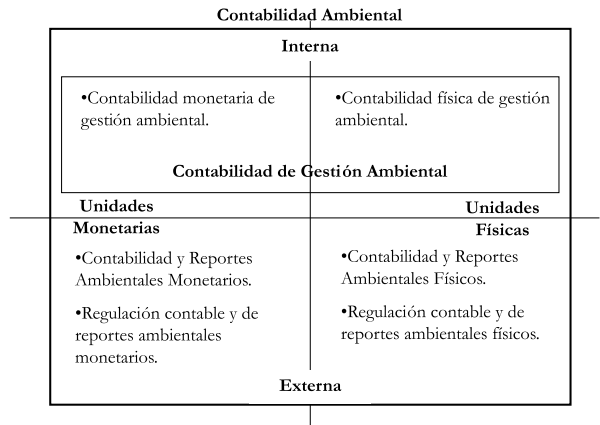 Contabilidad Ambiental
Interna
•Contabilidad monetaria de
gestión ambiental.
•Contabilidad física de gestión
ambiental.
Contabilidad de Gestión Ambiental
Unidades
Monetarias
Unidades
Físicas
•Contabilidad y Reportes
Ambientales Monetarios.
•Regulación contable y de
reportes ambientales
monetarios.
•Contabilidad y Reportes
Ambientales Físicos.
•Regulación contable y de
reportes ambientales físicos.
Externa